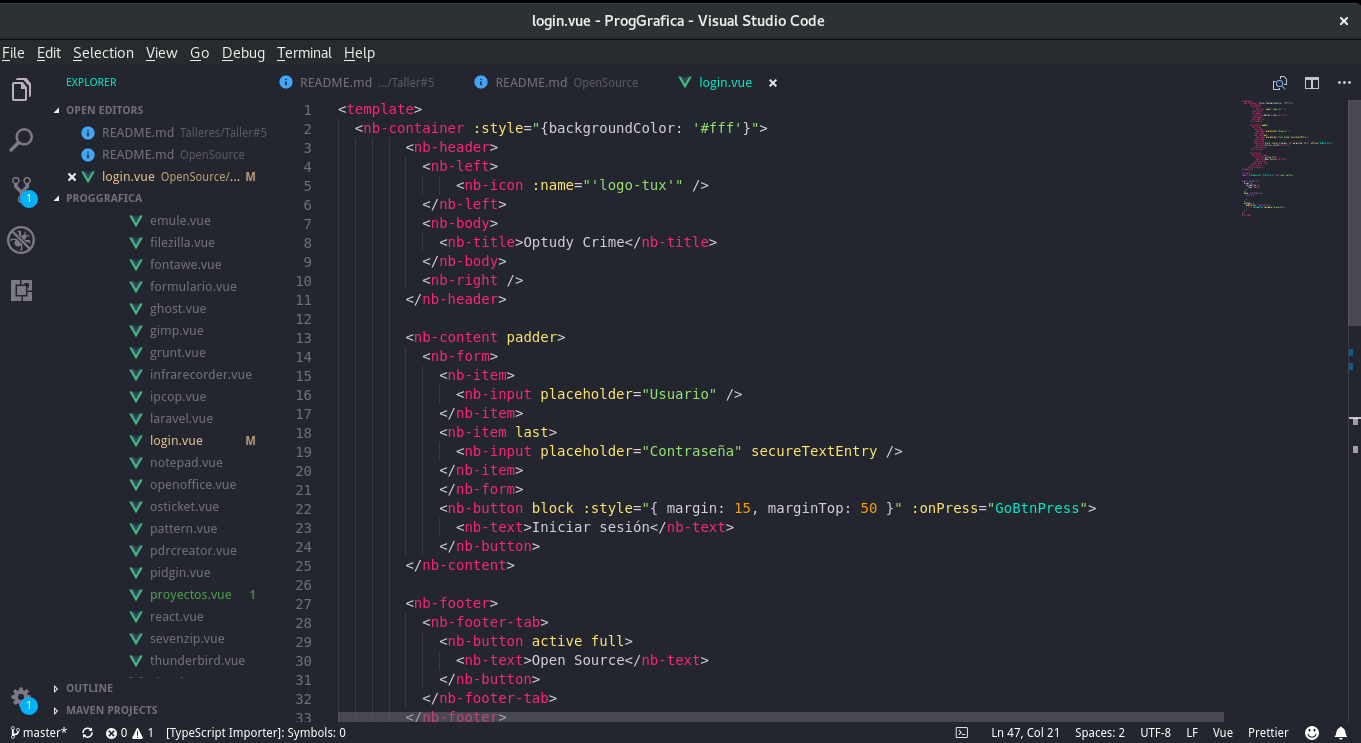 login.vue - ProgGrafica - Visual Studio Code
File Edit Selection View Go Debug Terminal Help
EXPLORER
OPEN EDITORS
README.md Talleres/Taller#5
README.md OpenSource
login.vue OpenSource/... M
PROGGRAFICA
emule.vue
filezilla.vue
fontawe.vue
formulario.vue
ghost.vue
gimp.vue
grunt.vue
infrarecorder.vue
ipcop.vue
laravel.vue
login.vue M
notepad.vue
openoffice.vue
osticket.vue
pattern.vue
pdrcreator.vue
pidgin.vue
proyectos.vue 1
react.vue
sevenzip.vue
thunderbird.vue
OUTLINE
MAVEN PROJECTS
1
1
README.md .../Taller#5 README.md OpenSource login.vue
1 <template>
2 <nb-container :style="{backgroundColor: '#fff'}">
3 <nb-header>
4 <nb-left>
5 <nb-icon :name="'logo-tux'" />
6 </nb-left>
7 <nb-body>
8 <nb-title>Optudy Crime</nb-title>
9 </nb-body>
10 <nb-right />
11 </nb-header>
12
13 <nb-content padder>
14 <nb-form>
15 <nb-item>
16 <nb-input placeholder="Usuario" />
17 </nb-item>
18 <nb-item last>
19 <nb-input placeholder="Contraseña" secureTextEntry />
20 </nb-item>
21 </nb-form>
22 <nb-button block :style="{ margin: 15, marginTop: 50 }" :onPress="GoBtnPress">
23 <nb-text>Iniciar sesión</nb-text>
24 </nb-button>
25 </nb-content>
26
27 <nb-footer>
28 <nb-footer-tab>
29 <nb-button active full>
30 <nb-text>Open Source</nb-text>
31 </nb-button>
32 </nb-footer-tab>
33 </nb-footer>
master* 0 1 [TypeScript Importer]: Symbols: 0 Ln 47, Col 21 Spaces: 2 UTF-8 LF Vue Prettier